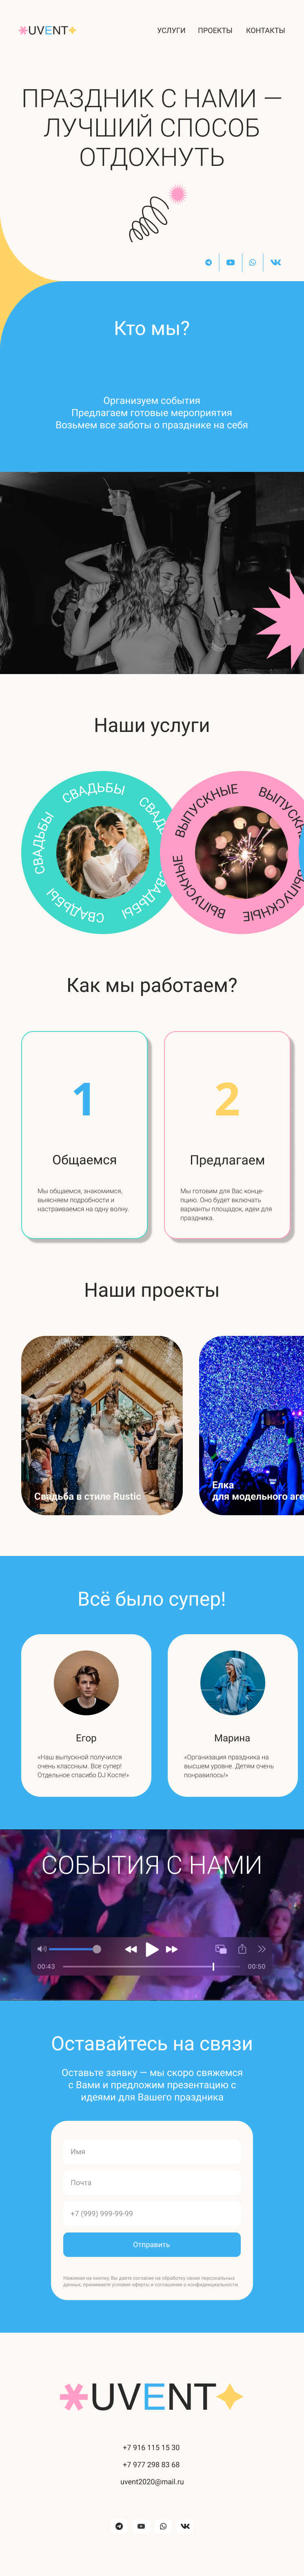 UVENT
УСЛУГИ ПРОЕКТЫ КОНТАКТЫ
ПРАЗДНИК С НАМИ —
ЛУЧШИЙ СПОСОБ
ОТДОХНУТЬ
Кто мы?
Организуем события
Предлагаем готовые мероприятия
Возьмем все заботы о празднике на себя
Наши услуги
СВАДЬБЫ СВАДЬБЫ СВАДЬБЫ СВАДЬБЫ СВАДЬБЫ СВАДЬБЫ
ВЫПУСКНЫЕ ВЫПУСКНЫЕ ВЫПУСКНЫЕ ВЫПУСКНЫЕ
Как мы работаем?
1
Общаемся
Мы общаемся, знакомимся,
выясняем подробности и
настраиваемся на одну волну.
2
Предлагаем
Мы готовим для Вас конце-
пцию. Оно будет включать
варианты площадок, идеи для
праздника.
Наши проекты
Свадьба в стиле Rustic
Елка
для модельного аге
Всё было супер!
Егор
«Наш выпускной получился
очень классным. Все супер!
Отдельное спасибо DJ Косте!»
Марина
«Организация праздника на
высшем уровне. Детям очень
понравилось!»
СОБЫТИЯ С НАМИ
00:43 00:50
Оставайтесь на связи
Оставьте заявку — мы скоро свяжемся
с Вами и предложим презентацию с
идеями для Вашего праздника
Имя
Почта
+7 (999) 999-99-99
Отправить
Нажимая на кнопку, Вы даете согласие на обработку своих персональных
данных, принимаете условия оферты и соглашение о конфиденциальности.
UVENT
+7 916 115 15 30
+7 977 298 83 68
uvent2020@mail.ru